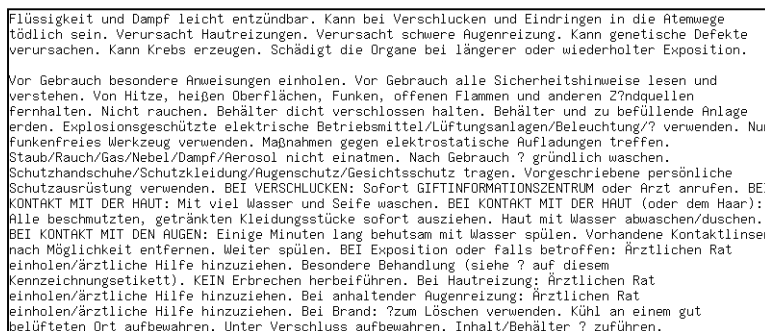 Flüssigkeit und Dampf leicht entzündbar. Kann bei Verschlucken und Eindringen in die Atemwege
tödlich sein. Verursacht Hautreizungen. Verursacht schwere Augenreizung. Kann genetische Defekte
verursachen. Kann Krebs erzeugen. Schädigt die Organe bei längerer oder wiederholter Exposition.

Vor Gebrauch besondere Anweisungen einholen. Vor Gebrauch alle Sicherheitshinweise lesen und
verstehen. Von Hitze, heißen Oberflächen, Funken, offenen Flammen und anderen Z?ndquellen
fernhalten. Nicht rauchen. Behälter dicht verschlossen halten. Behälter und zu befüllende Anlage
erden. Explosionsgeschützte elektrische Betriebsmittel/Lüftungsanlagen/Beleuchtung/? verwenden. Nu
funkenfreies Werkzeug verwenden. Maßnahmen gegen elektrostatische Aufladungen treffen.
Staub/Rauch/Gas/Nebel/Dampf/Aerosol nicht einatmen. Nach Gebrauch ? gründlich waschen.
Schutzhandschuhe/Schutzkleidung/Augenschutz/Gesichtsschutz tragen. Vorgeschriebene persönliche
Schutzausrüstung verwenden. BEI VERSCHLUCKEN: Sofort GIFTINFORMATIONSZENTRUM oder Arzt anrufen. BE
KONTAKT MIT DER HAUT: Mit viel Wasser und Seife waschen. BEI KONTAKT MIT DER HAUT (oder dem Haar):
Alle beschmutzten, getränkten Kleidungsstücke sofort ausziehen. Haut mit Wasser abwaschen/duschen.
BEI KONTAKT MIT DEN AUGEN: Einige Minuten lang behutsam mit Wasser spülen. Vorhandene Kontaktlinse
nach Möglichkeit entfernen. Weiter spülen. BEI Exposition oder falls betroffen: Ärztlichen Rat
einholen/ärztliche Hilfe hinzuziehen. Besondere Behandlung (siehe ? auf diesem
Kennzeichnungsetikett). KEIN Erbrechen herbeiführen. Bei Hautreizung: Ärztlichen Rat
einholen/ärztliche Hilfe hinzuziehen. Bei anhaltender Augenreizung: Ärztlichen Rat
einholen/ärztliche Hilfe hinzuziehen. Bei Brand: ?zum Löschen verwenden. Kühl an einem gut
belüfteten Ort aufbewahren. Unter Verschluss aufbewahren. Inhalt/Behälter ? zuführen.